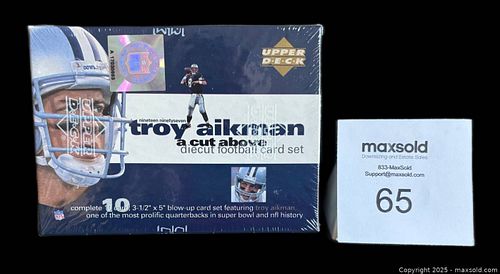 UPPER
DECK
nineteen ninetyseven
troy aikman
a cut above
diecut football card set
10
complete card, 3-1/2" x 5" blow-up card set featuring troy aikman,
one of the most prolific quarterbacks in super bowl and nfl history
maxsold
Downsizing and Estate Sales
833-MaxSold
Support@maxsold.com
65
Copyright 2025 - maxsold.com